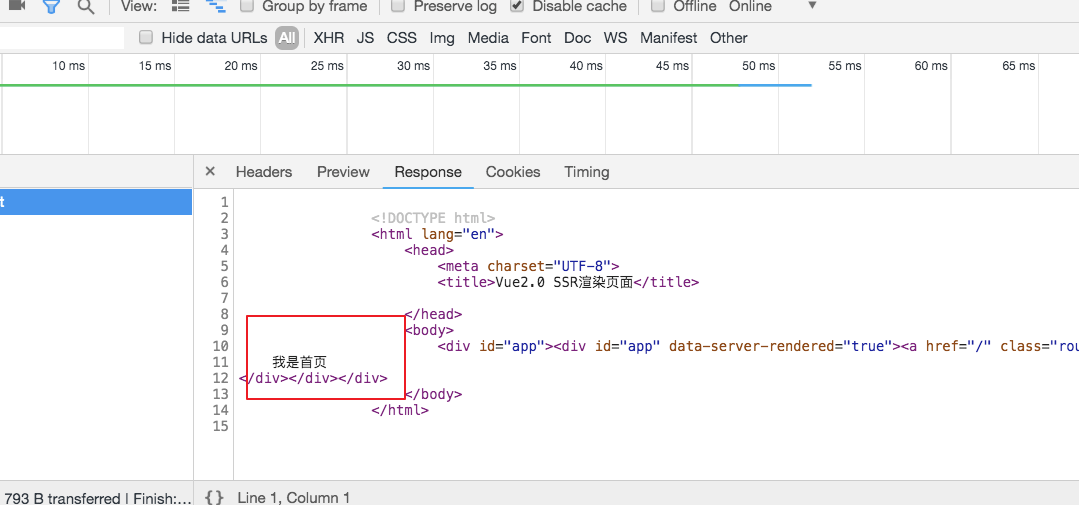 View: Group by frame Preserve log Disable cache Offline Online
Hide data URLs All XHR JS CSS Img Media Font Doc WS Manifest Other
10 ms 15 ms 20 ms 25 ms 30 ms 35 ms 40 ms 45 ms 50 ms 55 ms 60 ms 65 ms
× Headers Preview Response Cookies Timing
t
1
2 <!DOCTYPE html>
3 <html lang="en">
4 <head>
5 <meta charset="UTF-8">
6 <title>Vue2.0 SSR渲染页面</title>
7
8 </head>
9 <body>
10 <div id="app"><div id="app" data-server-rendered="true"><a href="/" class="rou
11 我是首页
12 </div></div></div>
13 </body>
14 </html>
15
793 B transferred | Finish:... {} Line 1, Column 1